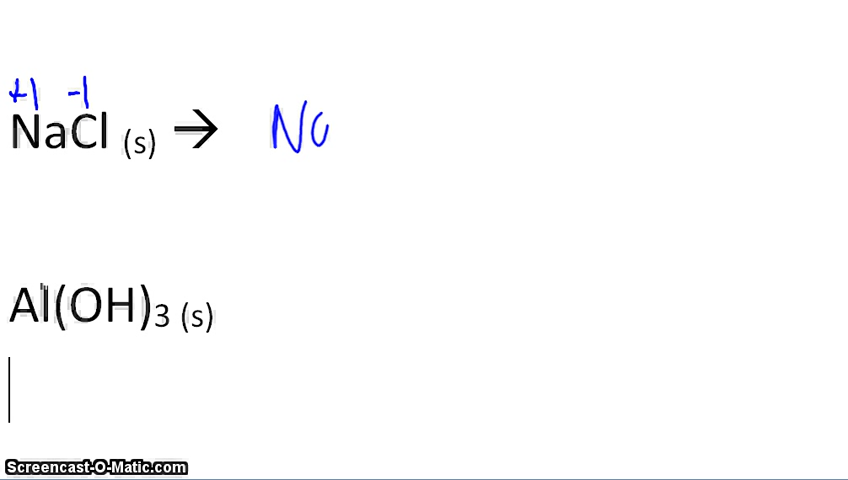 +1 -1
NaCl (s) → Na
Al(OH)3 (s)
Screencast-O-Matic.com